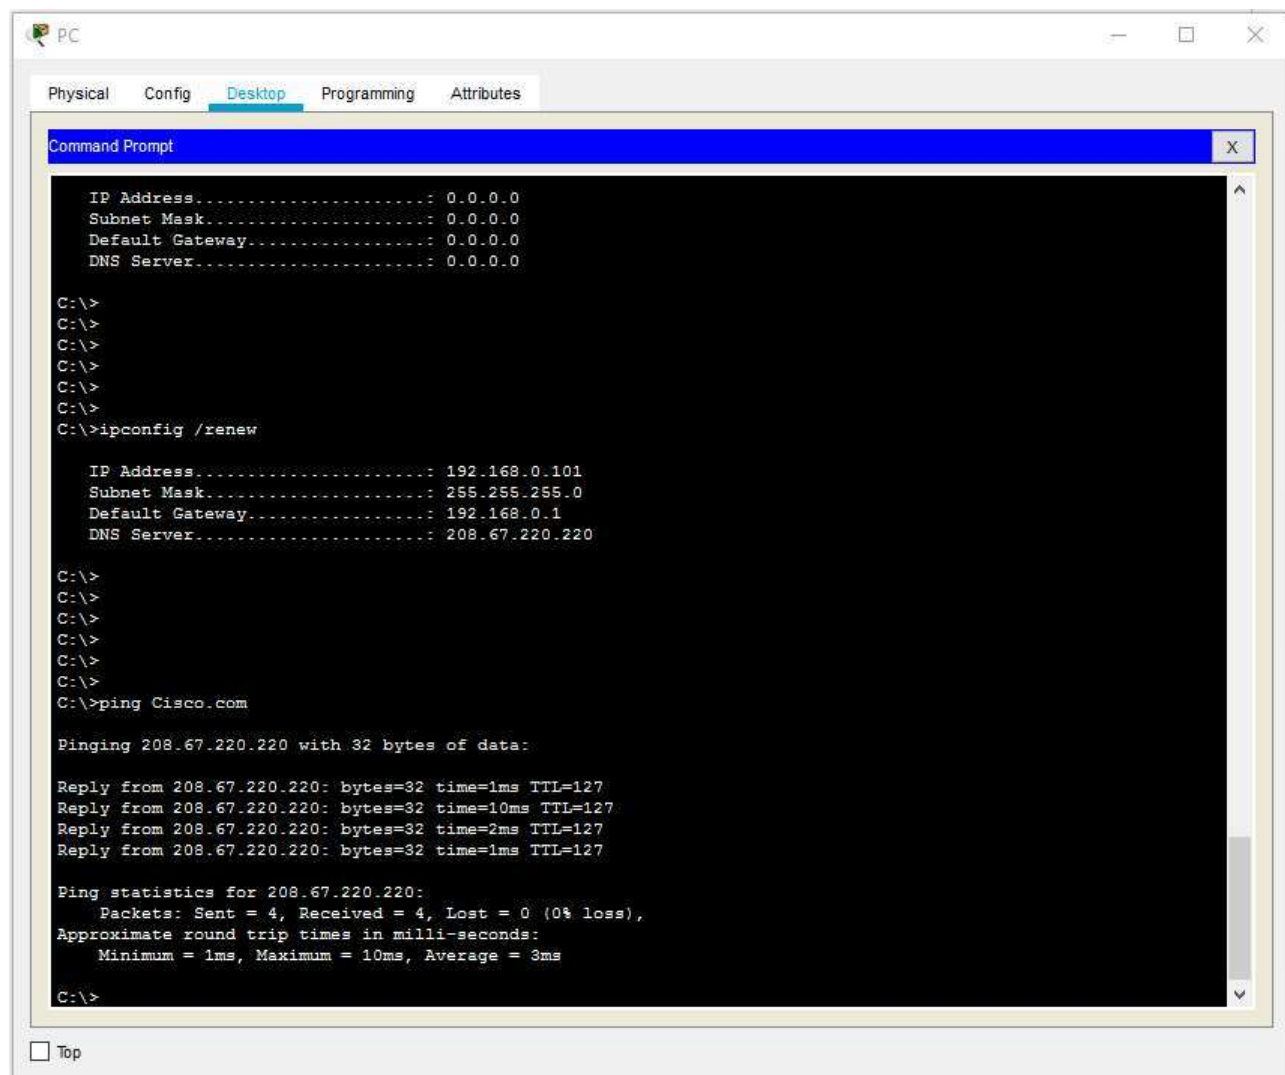 PC
Physical Config Desktop Programming Attributes
Command Prompt X
IP Address......................: 0.0.0.0
Subnet Mask.....................: 0.0.0.0
Default Gateway.................: 0.0.0.0
DNS Server......................: 0.0.0.0
C:\>
C:\>
C:\>
C:\>
C:\>
C:\>
C:\>ipconfig /renew
IP Address......................: 192.168.0.101
Subnet Mask.....................: 255.255.255.0
Default Gateway.................: 192.168.0.1
DNS Server......................: 208.67.220.220
C:\>
C:\>
C:\>
C:\>
C:\>
C:\>
C:\>ping Cisco.com
Pinging 208.67.220.220 with 32 bytes of data:
Reply from 208.67.220.220: bytes=32 time=1ms TTL=127
Reply from 208.67.220.220: bytes=32 time=10ms TTL=127
Reply from 208.67.220.220: bytes=32 time=2ms TTL=127
Reply from 208.67.220.220: bytes=32 time=1ms TTL=127
Ping statistics for 208.67.220.220:
Packets: Sent = 4, Received = 4, Lost = 0 (0% loss),
Approximate round trip times in milli-seconds:
Minimum = 1ms, Maximum = 10ms, Average = 3ms
C:\>
Top